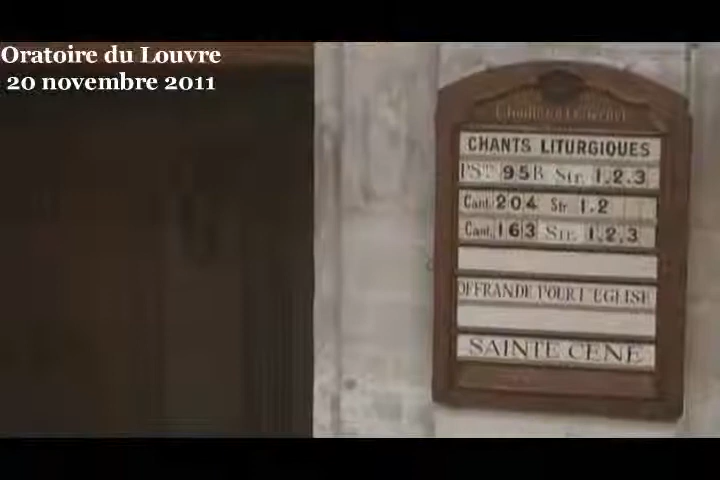 Oratoire du Louvre
20 novembre 2011
CHANTS LITURGIQUES
PS. 95B Str. 1.2.3
Cant. 204 Str 1.2
Cant. 163 Str. 1.2.3
OFFRANDE POUR L'EGLISE
SAINTE CENE